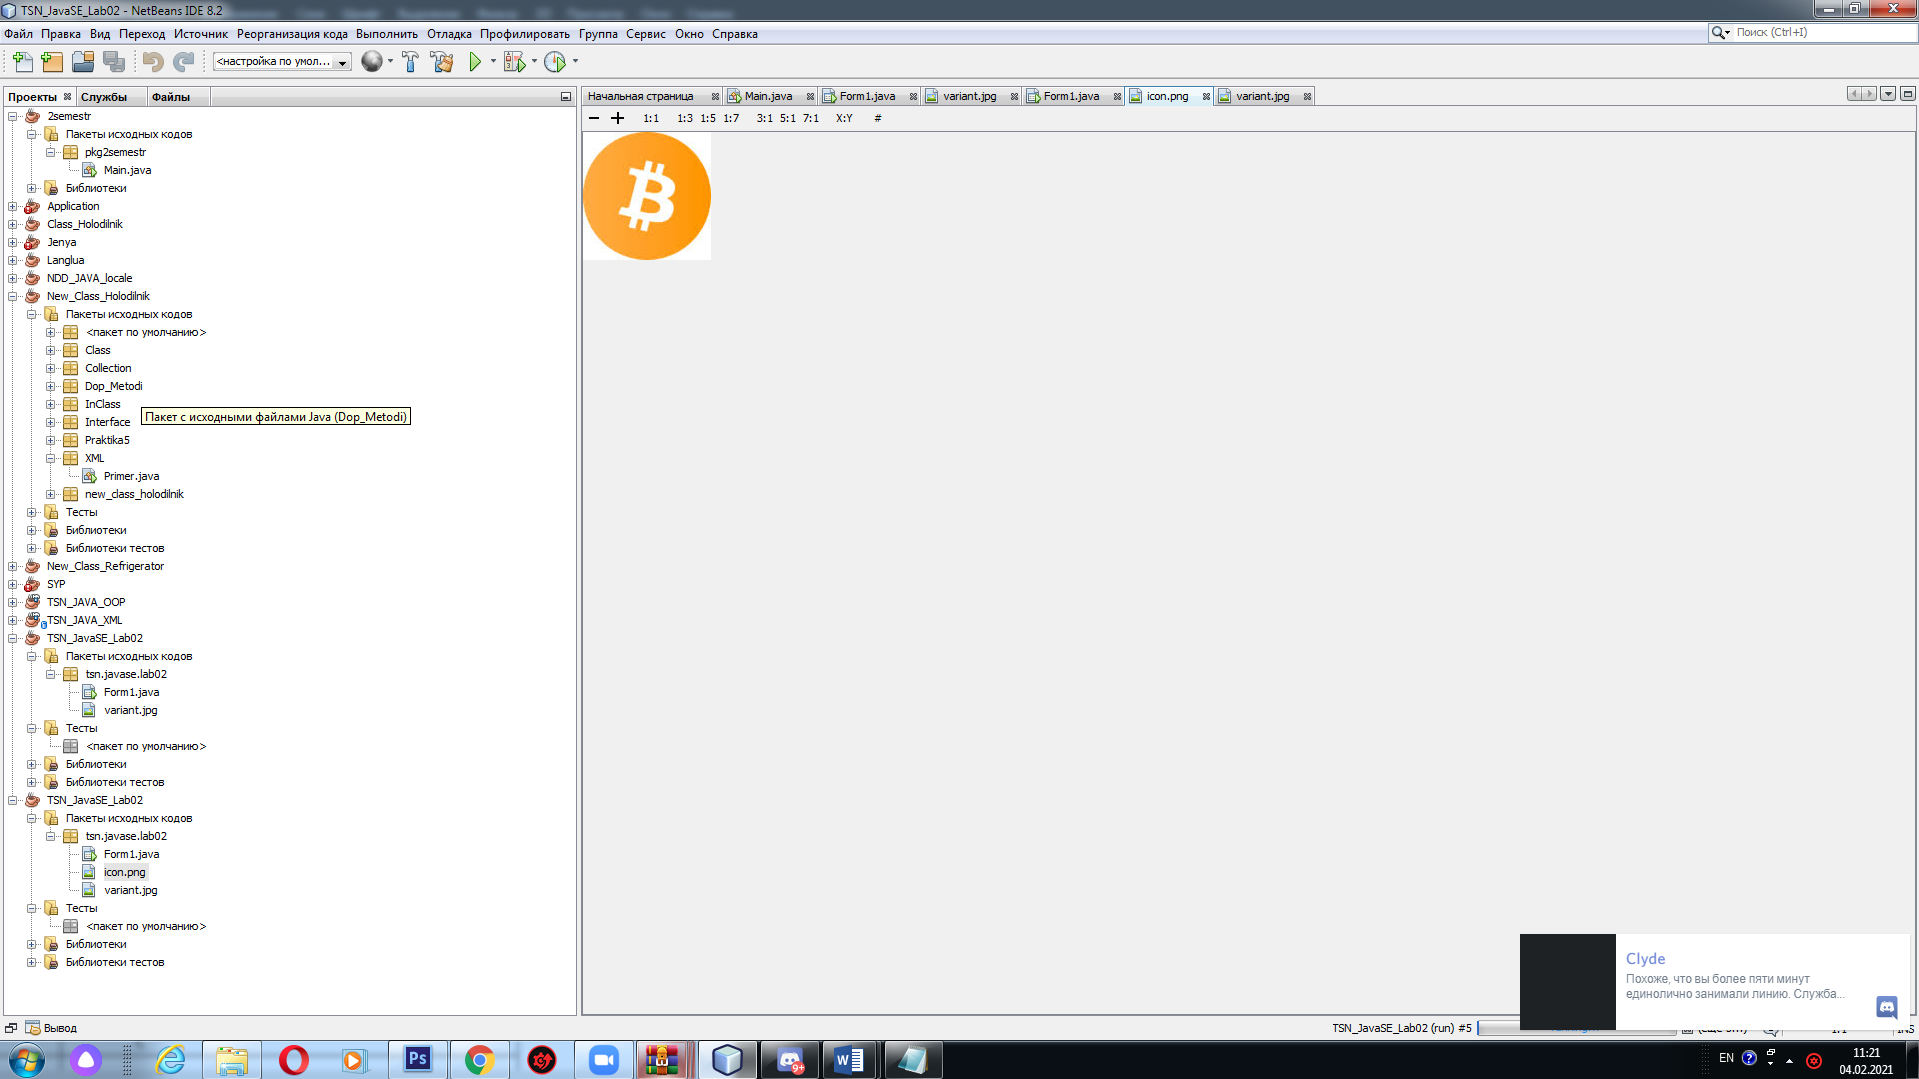 TSN_JavaSE_Lab02 - NetBeans IDE 8.2
Файл Правка Вид Переход Источник Реорганизация кода Выполнить Отладка Профилировать Группа Сервис Окно Справка
Поиск (Ctrl+I)
<настройка по умол...
Проекты Службы Файлы
Начальная страница Main.java Form1.java variant.jpg Form1.java icon.png variant.jpg
1:1 1:3 1:5 1:7 3:1 5:1 7:1 X:Y #
2semestr
Пакеты исходных кодов
pkg2semestr
Main.java
Библиотеки
Application
Class_Holodilnik
Jenya
Langlua
NDD_JAVA_locale
New_Class_Holodilnik
Пакеты исходных кодов
<пакет по умолчанию>
Class
Collection
Dop_Metodi
InClass
Пакет с исходными файлами Java (Dop_Metodi)
Interface
Praktika5
XML
Primer.java
new_class_holodilnik
Тесты
Библиотеки
Библиотеки тестов
New_Class_Refrigerator
SYP
TSN_JAVA_OOP
TSN_JAVA_XML
TSN_JavaSE_Lab02
Пакеты исходных кодов
tsn.javase.lab02
Form1.java
variant.jpg
Тесты
<пакет по умолчанию>
Библиотеки
Библиотеки тестов
TSN_JavaSE_Lab02
Пакеты исходных кодов
tsn.javase.lab02
Form1.java
icon.png
variant.jpg
Тесты
<пакет по умолчанию>
Библиотеки
Библиотеки тестов
Clyde
Похоже, что вы более пяти минут
единолично занимали линию. Служба...
Вывод
TSN_JavaSE_Lab02 (run) #5
Ps
9+
W
EN
11:21
04.02.2021